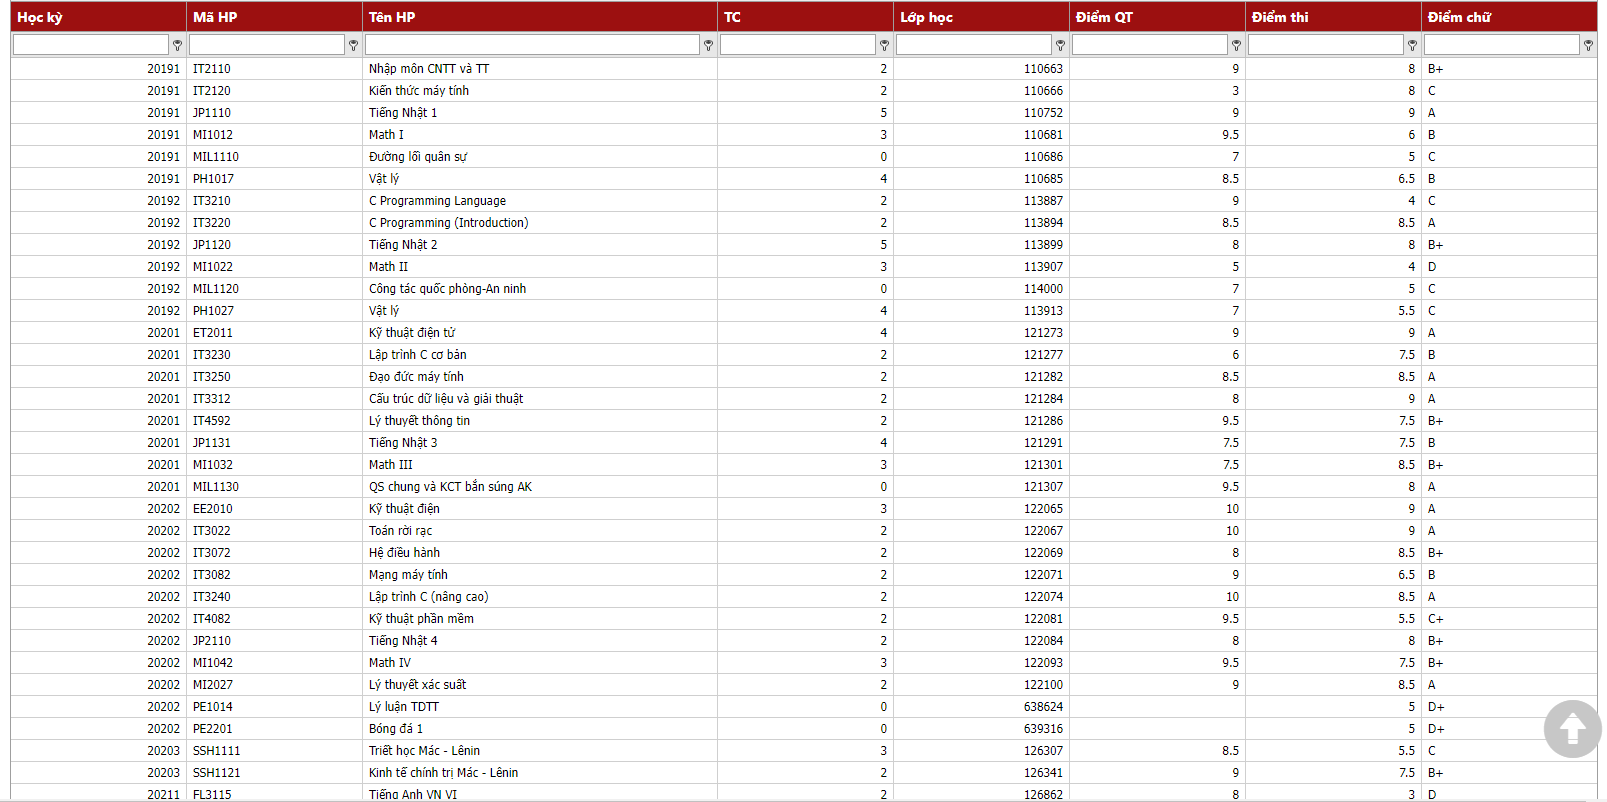 Học kỳ Mã HP Tên HP TC Lớp học Điểm QT Điểm thi Điểm chữ
20191 IT2110 Nhập môn CNTT và TT 2 110663 9 8 B+
20191 IT2120 Kiến thức máy tính 2 110666 3 8 C
20191 JP1110 Tiếng Nhật 1 5 110752 9 9 A
20191 MI1012 Math I 3 110681 9.5 6 B
20191 MIL1110 Đường lối quân sự 0 110686 7 5 C
20191 PH1017 Vật lý 4 110685 8.5 6.5 B
20192 IT3210 C Programming Language 2 113887 9 4 C
20192 IT3220 C Programming (Introduction) 2 113894 8.5 8.5 A
20192 JP1120 Tiếng Nhật 2 5 113899 8 8 B+
20192 MI1022 Math II 3 113907 5 4 D
20192 MIL1120 Công tác quốc phòng-An ninh 0 114000 7 5 C
20192 PH1027 Vật lý 4 113913 7 5.5 C
20201 ET2011 Kỹ thuật điện tử 4 121273 9 9 A
20201 IT3230 Lập trình C cơ bản 2 121277 6 7.5 B
20201 IT3250 Đạo đức máy tính 2 121282 8.5 8.5 A
20201 IT3312 Cấu trúc dữ liệu và giải thuật 2 121284 8 9 A
20201 IT4592 Lý thuyết thông tin 2 121286 9.5 7.5 B+
20201 JP1131 Tiếng Nhật 3 4 121291 7.5 7.5 B
20201 MI1032 Math III 3 121301 7.5 8.5 B+
20201 MIL1130 QS chung và KCT bắn súng AK 0 121307 9.5 8 A
20202 EE2010 Kỹ thuật điện 3 122065 10 9 A
20202 IT3022 Toán rời rạc 2 122067 10 9 A
20202 IT3072 Hệ điều hành 2 122069 8 8.5 B+
20202 IT3082 Mạng máy tính 2 122071 9 6.5 B
20202 IT3240 Lập trình C (nâng cao) 2 122074 10 8.5 A
20202 IT4082 Kỹ thuật phần mềm 2 122081 9.5 5.5 C+
20202 JP2110 Tiếng Nhật 4 2 122084 8 8 B+
20202 MI1042 Math IV 3 122093 9.5 7.5 B+
20202 MI2027 Lý thuyết xác suất 2 122100 9 8.5 A
20202 PE1014 Lý luận TDTT 0 638624 5 D+
20202 PE2201 Bóng đá 1 0 639316 5 D+
20203 SSH1111 Triết học Mác - Lênin 3 126307 8.5 5.5 C
20203 SSH1121 Kinh tế chính trị Mác - Lênin 2 126341 9 7.5 B+
20211 FL3115 Tiếng Anh VN VI 2 126862 8 3 D